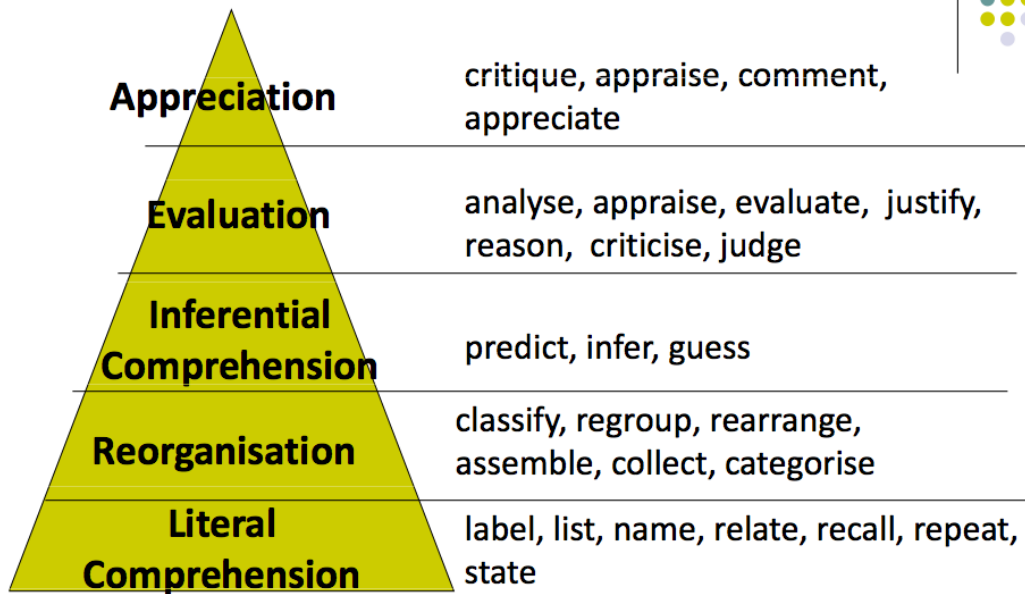 Appreciation
critique, appraise, comment,
appreciate
Evaluation
analyse, appraise, evaluate, justify,
reason, criticise, judge
Inferential
Comprehension
predict, infer, guess
Reorganisation
classify, regroup, rearrange,
assemble, collect, categorise
Literal
Comprehension
label, list, name, relate, recall, repeat,
state